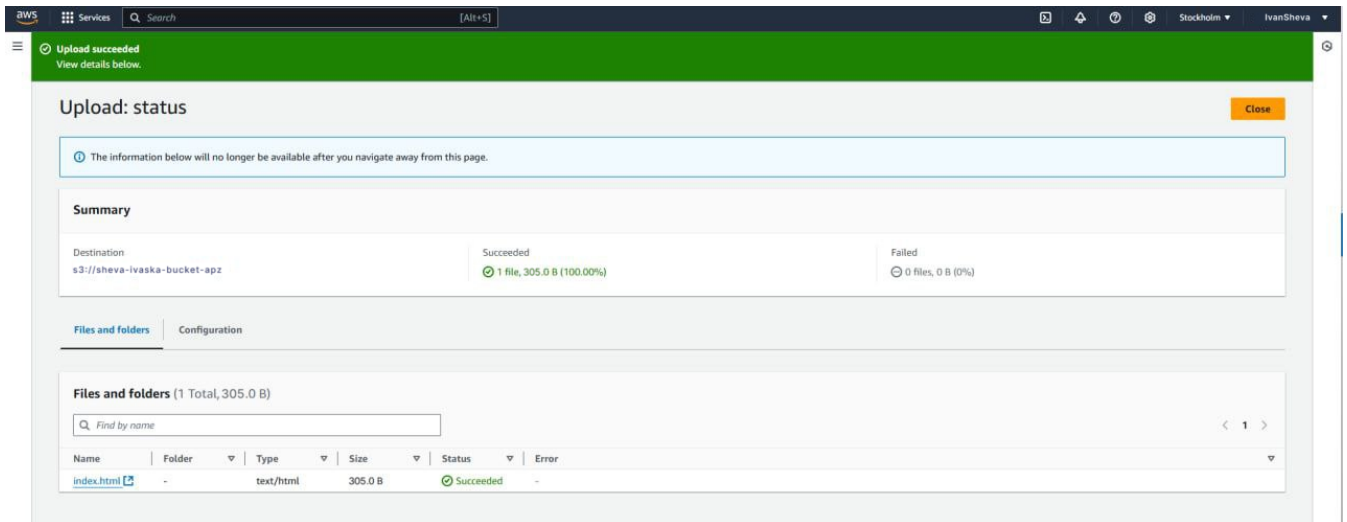 aws Services Search [Alt+S] Stockholm IvanSheva
Upload succeeded
View details below.
Upload: status
Close
The information below will no longer be available after you navigate away from this page.
Summary
Destination
s3://sheva-ivaska-bucket-apz
Succeeded
1 file, 305.0 B (100.00%)
Failed
0 files, 0 B (0%)
Files and folders Configuration
Files and folders (1 Total, 305.0 B)
Find by name
1
Name Folder Type Size Status Error
index.html - text/html 305.0 B Succeeded -